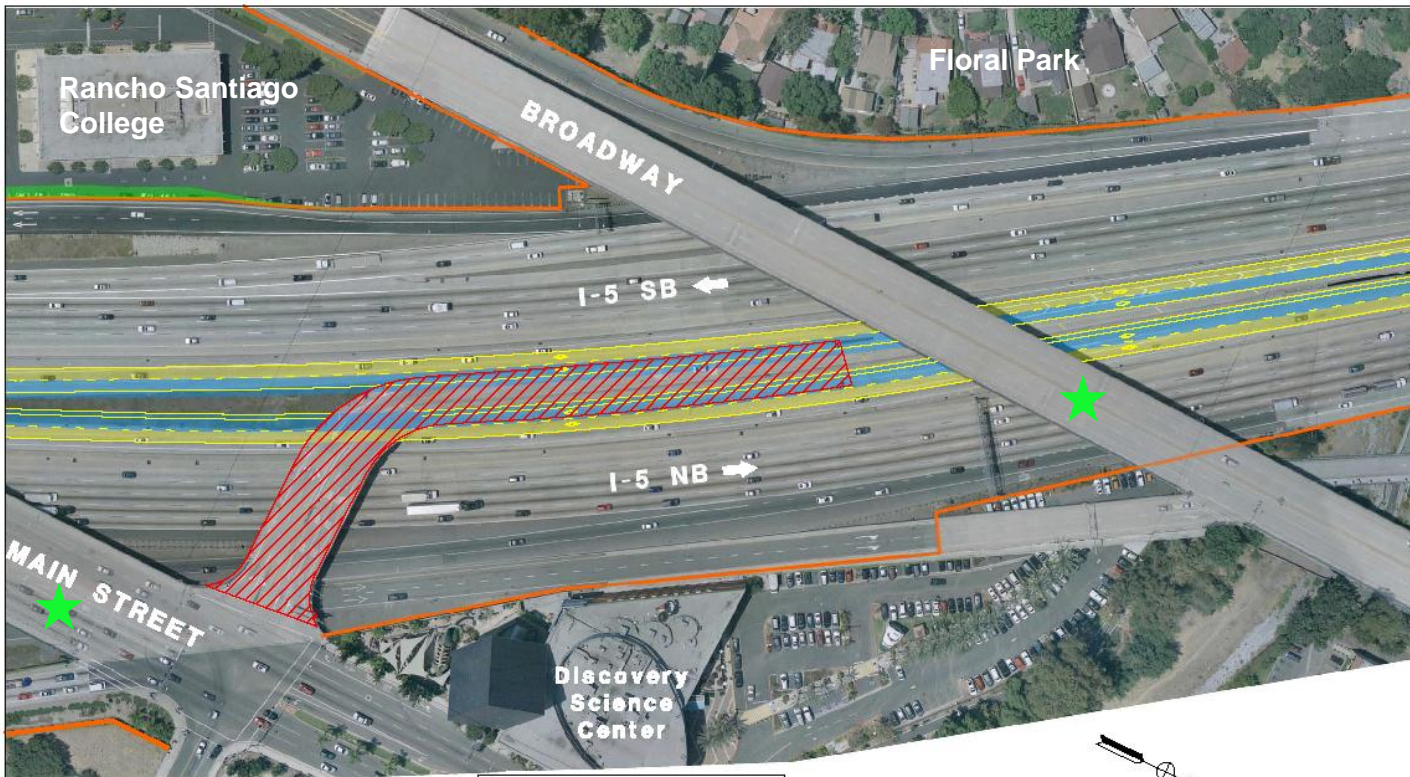 Rancho Santiago
College
Floral Park
BROADWAY
I-5 SB
I-5 NB
MAIN STREET
Discovery
Science
Center